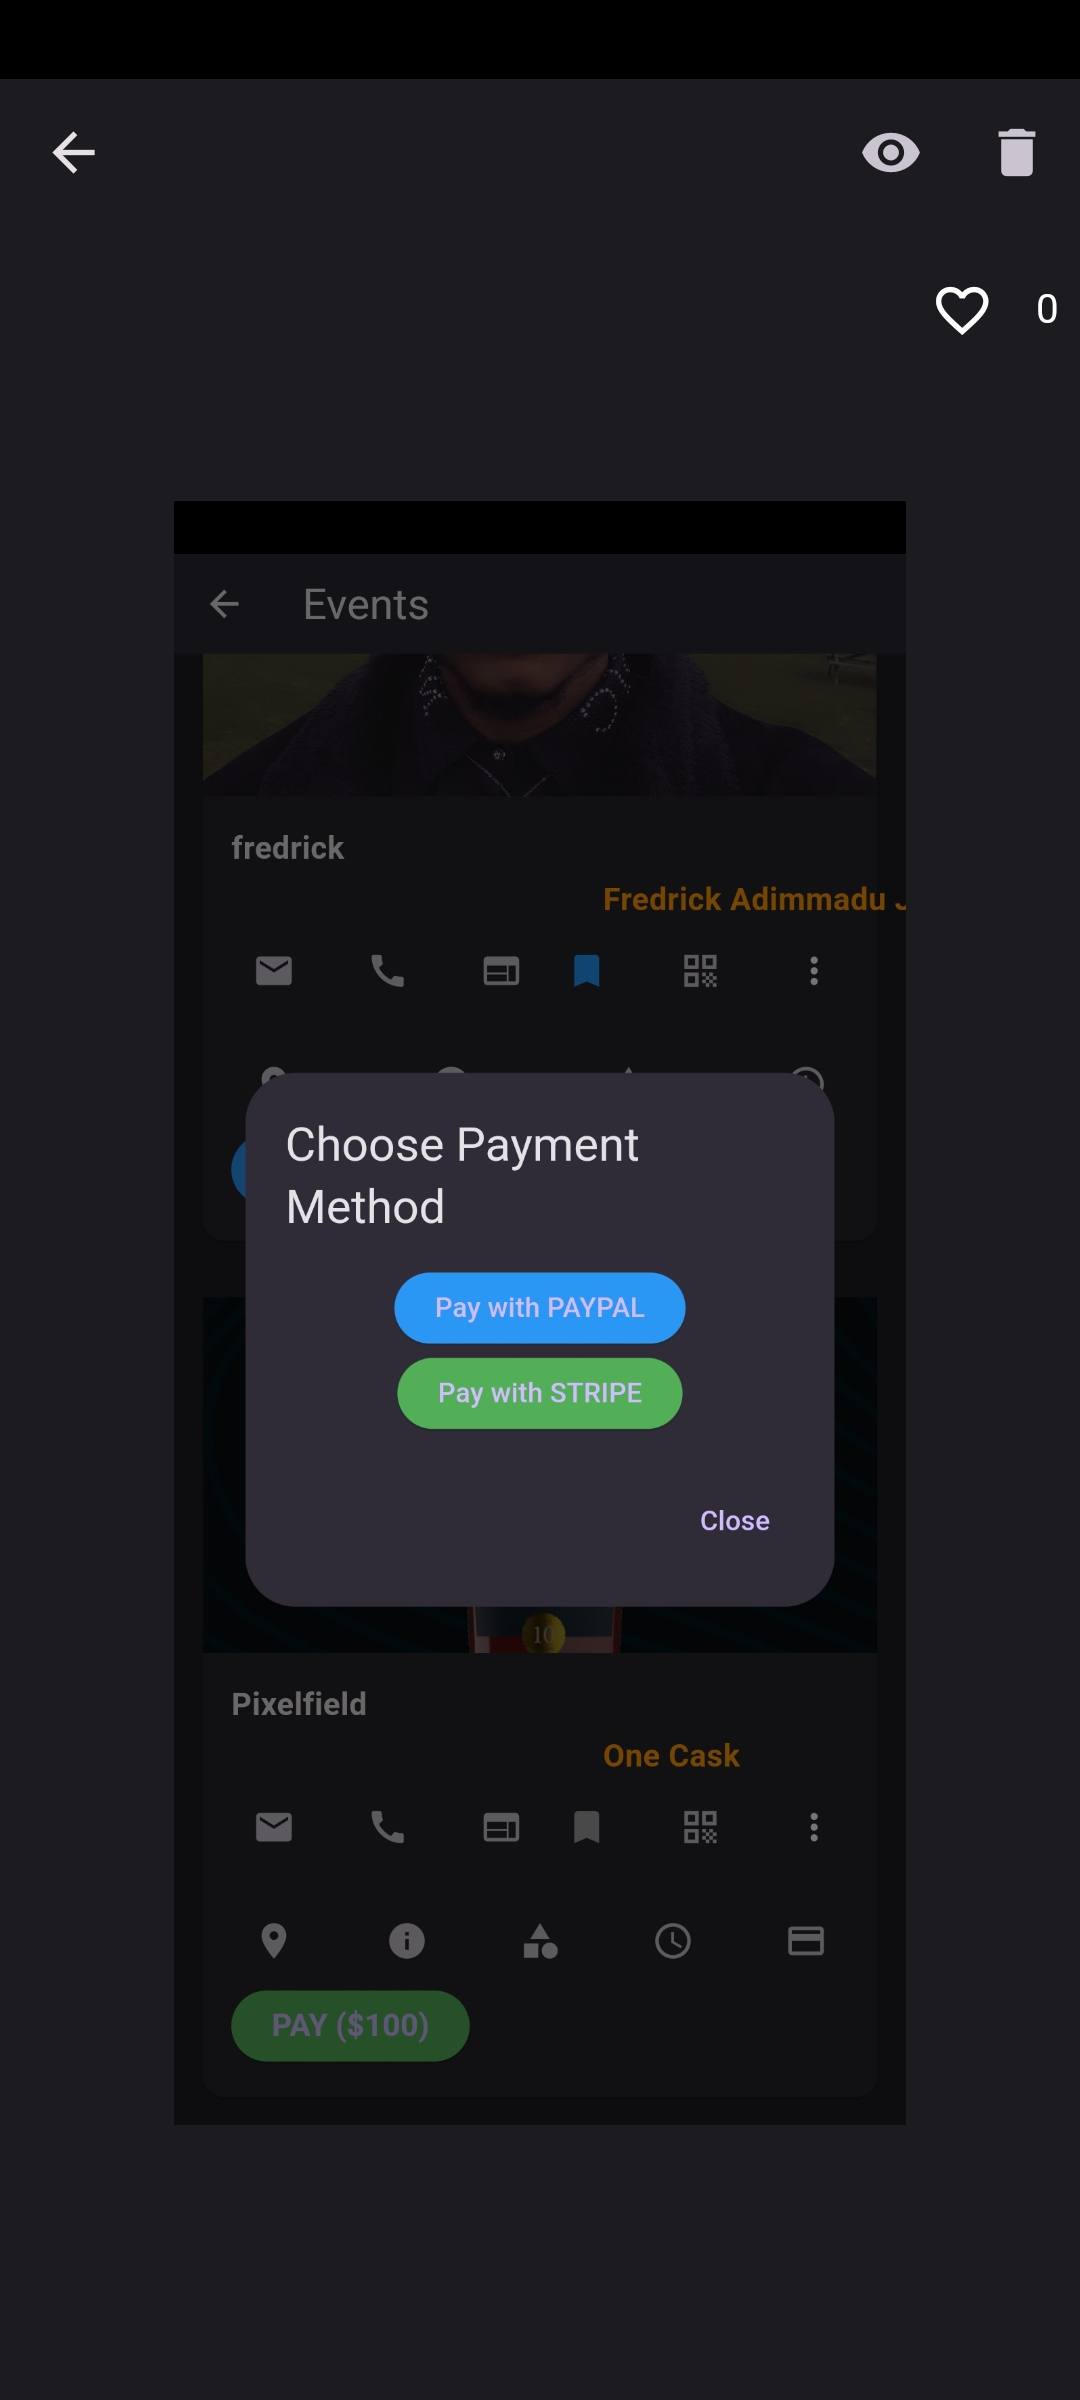 0
Events
fredrick
Fredrick Adimmadu
Choose Payment
Method
Pay with PAYPAL
Pay with STRIPE
Close
10
Pixelfield
One Cask
PAY ($100)